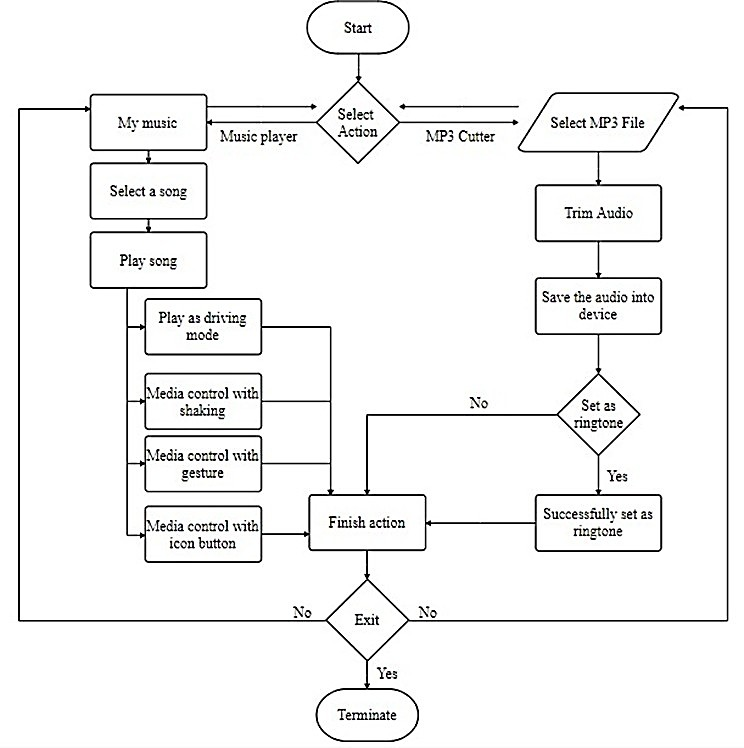 Start
Select
Action
My music
Music player
MP3 Cutter
Select MP3 File
Select a song
Trim Audio
Play song
Save the audio into
device
Play as driving
mode
Media control with
shaking
Set as
ringtone
No
Yes
Media control with
gesture
Media control with
icon button
Finish action
Successfully set as
ringtone
No
Exit
No
Yes
Terminate